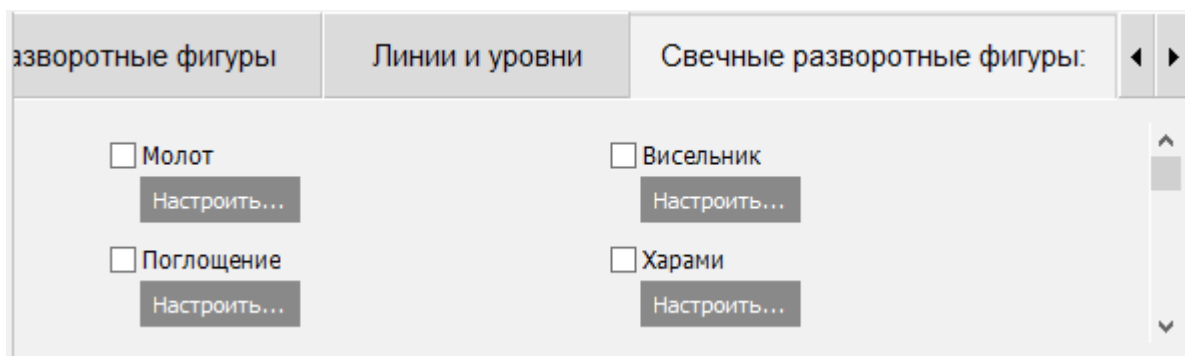 азворотные фигуры Линии и уровни Свечные разворотные фигуры:
Молот Висельник
Настроить... Настроить...
Поглощение Харами
Настроить... Настроить...